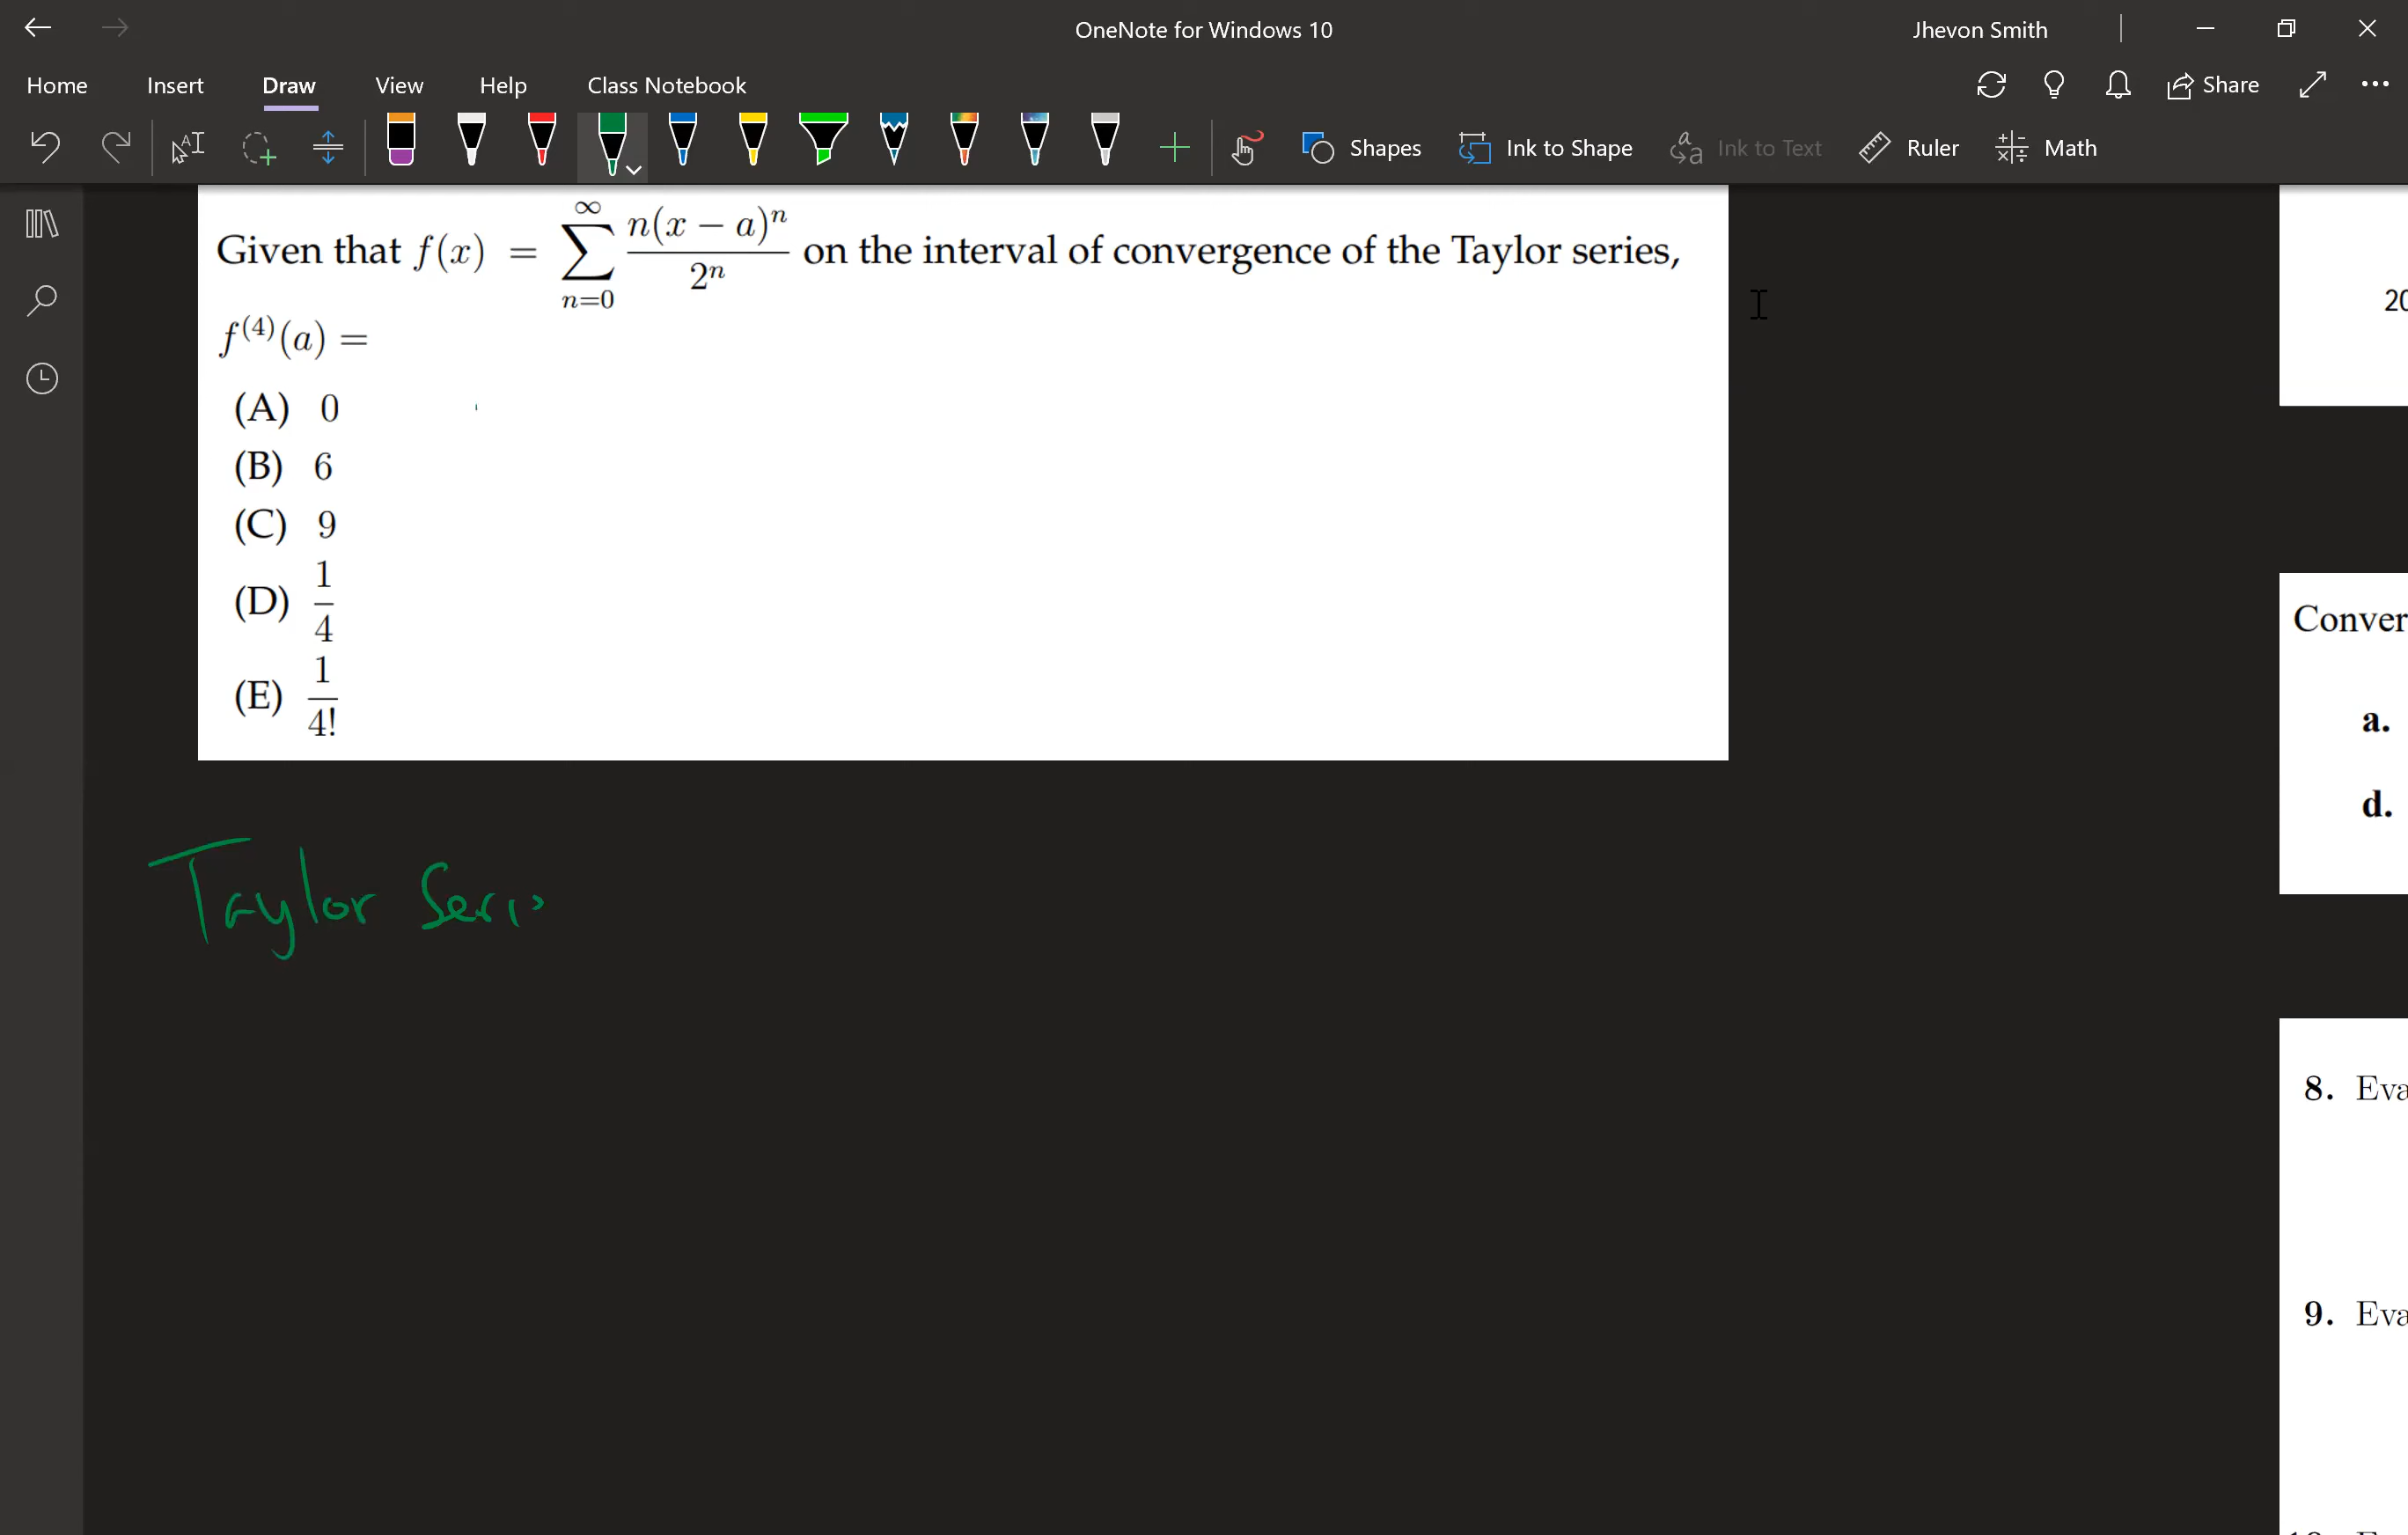 OneNote for Windows 10
Jhevon Smith
Home Insert Draw View Help Class Notebook Share
Shapes Ink to Shape Ink to Text Ruler Math
Given that f(x) = ∑_{n=0}^{∞} n(x − a)^n / 2^n on the interval of convergence of the Taylor series,
f^{(4)}(a) =
(A) 0
(B) 6
(C) 9
(D) 1/4
(E) 1/4!
Taylor Seri
20
Conver
a.
d.
8. Eva
9. Eva